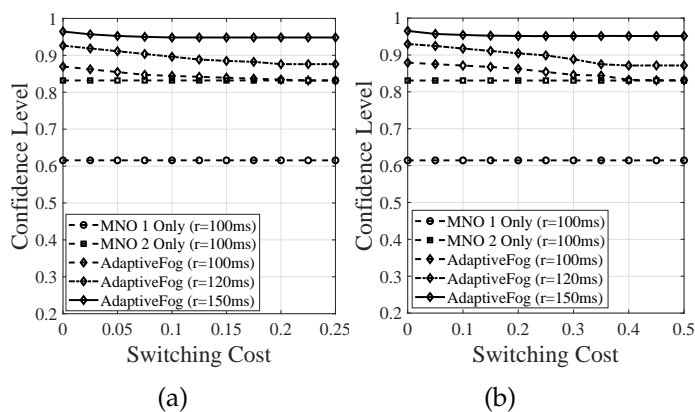 1
0.9
0.8
0.7
0.6
0.5
0.4
0.3
0.2
Confidence Level
MNO 1 Only (r=100ms)
MNO 2 Only (r=100ms)
AdaptiveFog (r=100ms)
AdaptiveFog (r=120ms)
AdaptiveFog (r=150ms)
0 0.05 0.1 0.15 0.2 0.25
Switching Cost
(a)
1
0.9
0.8
0.7
0.6
0.5
0.4
0.3
0.2
Confidence Level
MNO 1 Only (r=100ms)
MNO 2 Only (r=100ms)
AdaptiveFog (r=100ms)
AdaptiveFog (r=120ms)
AdaptiveFog (r=150ms)
0 0.1 0.2 0.3 0.4 0.5
Switching Cost
(b)